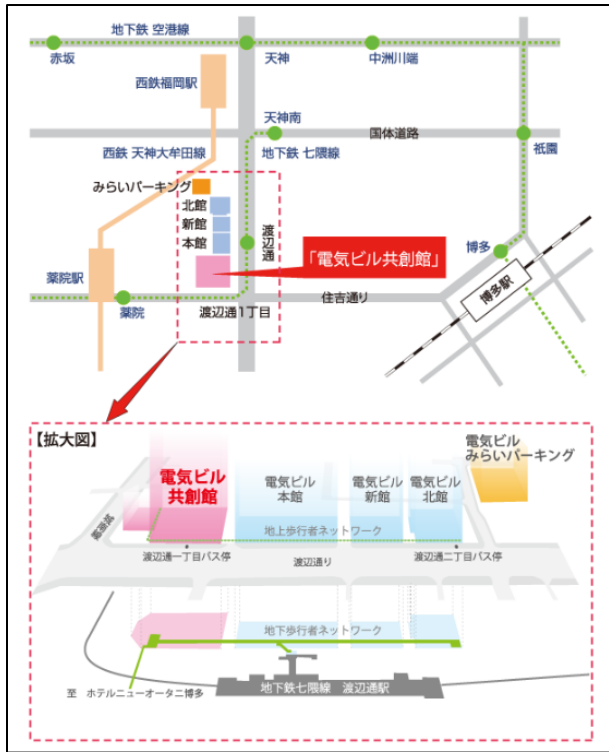 地下鉄 空港線
赤坂
天神
中洲川端
西鉄福岡駅
天神南
国体道路
西鉄 天神大牟田線
地下鉄 七隈線
祇園
みらいパーキング
北館
新館
本館
渡辺通
「電気ビル共創館」
博多
薬院駅
博多駅
薬院
渡辺通1丁目
住吉通り
【拡大図】
電気ビル
みらいパーキング
電気ビル
共創館
電気ビル
本館
電気ビル
新館
電気ビル
北館
地上歩行者ネットワーク
渡辺通一丁目バス停
渡辺通り
渡辺通二丁目バス停
地下歩行者ネットワーク
至 ホテルニューオータニ博多
地下鉄七隈線 渡辺通駅